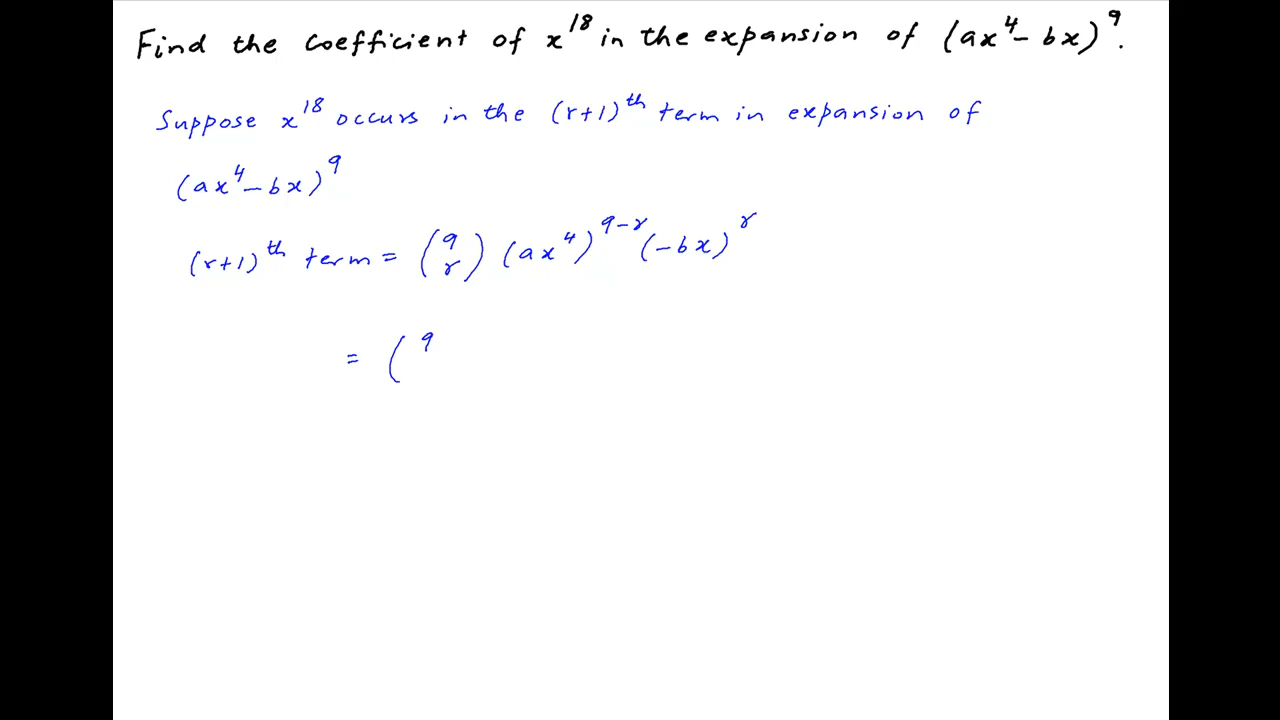 Find the coefficient of x^18 in the expansion of (ax^4 - bx)^9.
Suppose x^18 occurs in the (r+1)^th term in expansion of
(ax^4 - bx)^9
(r+1)^th term = (9 r) (ax^4)^9-r (-bx)^r
= ( 9